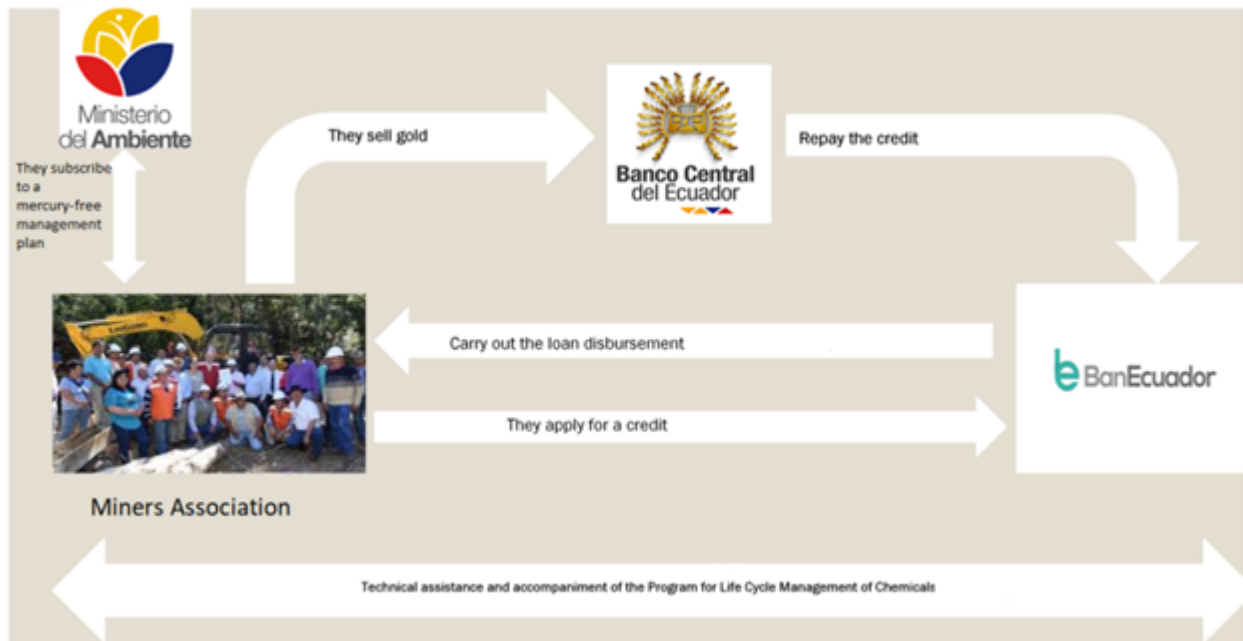 Ministerio
del Ambiente
They subscribe
to a
mercury-free
management
plan
They sell gold
Banco Central
del Ecuador
Repay the credit
Carry out the loan disbursement
BanEcuador
They apply for a credit
Miners Association
Technical assistance and accompaniment of the Program for Life Cycle Management of Chemicals